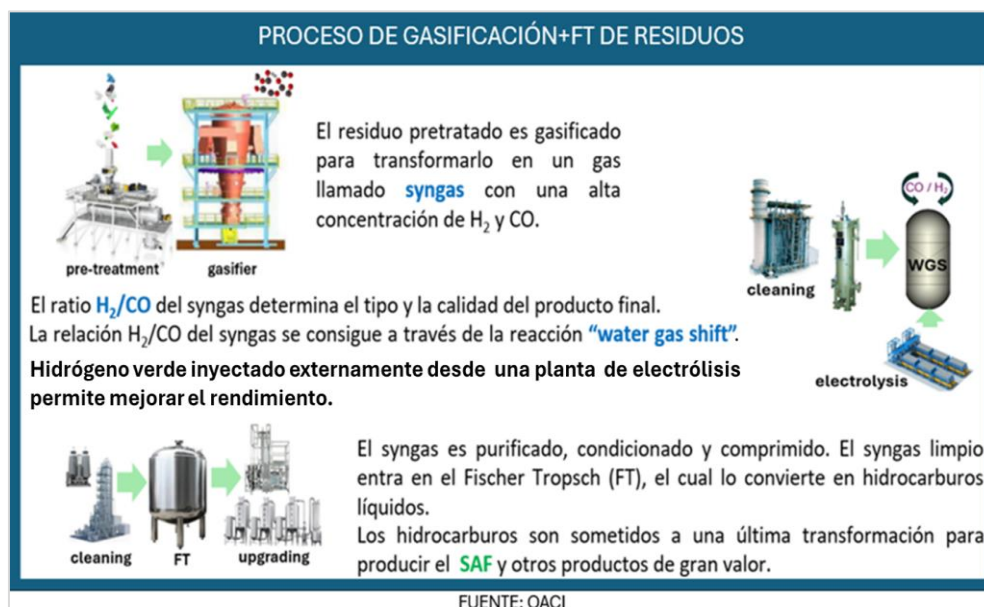 PROCESO DE GASIFICACIÓN+FT DE RESIDUOS
El residuo pretratado es gasificado
para transformarlo en un gas
llamado syngas con una alta
concentración de H₂ y CO.
pre-treatment
gasifier
CO / H₂
WGS
cleaning
electrolysis
El ratio H₂/CO del syngas determina el tipo y la calidad del producto final.
La relación H₂/CO del syngas se consigue a través de la reacción “water gas shift”.
Hidrógeno verde inyectado externamente desde una planta de electrólisis
permite mejorar el rendimiento.
El syngas es purificado, condicionado y comprimido. El syngas limpio
entra en el Fischer Tropsch (FT), el cual lo convierte en hidrocarburos
líquidos.
Los hidrocarburos son sometidos a una última transformación para
producir el SAF y otros productos de gran valor.
cleaning
FT
upgrading
FUENTE: OACI